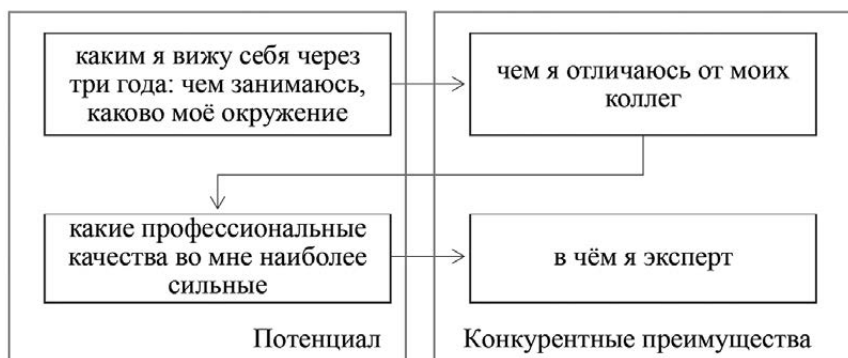 каким я вижу себя через
три года: чем занимаюсь,
каково моё окружение
чем я отличаюсь от моих
коллег
какие профессиональные
качества во мне наиболее
сильные
в чём я эксперт
Потенциал
Конкурентные преимущества